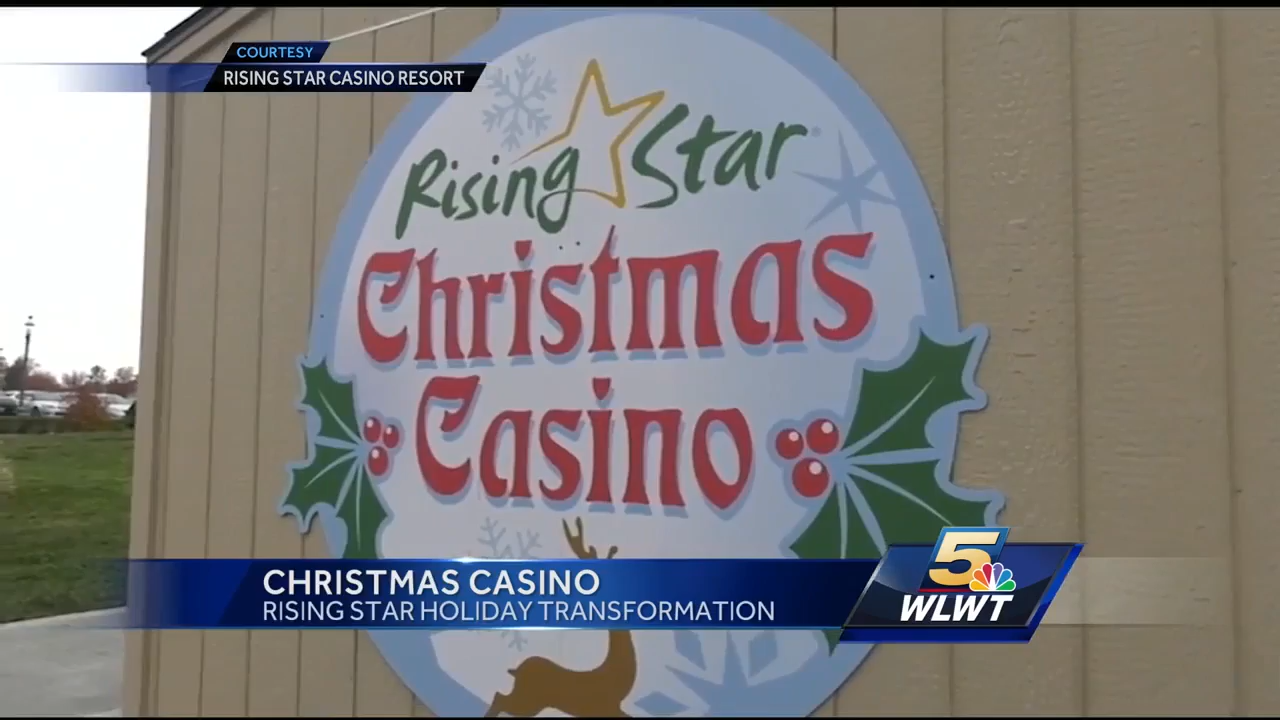 COURTESY
RISING STAR CASINO RESORT
Rising Star
Christmas
Casino
CHRISTMAS CASINO
RISING STAR HOLIDAY TRANSFORMATION
5
WLWT